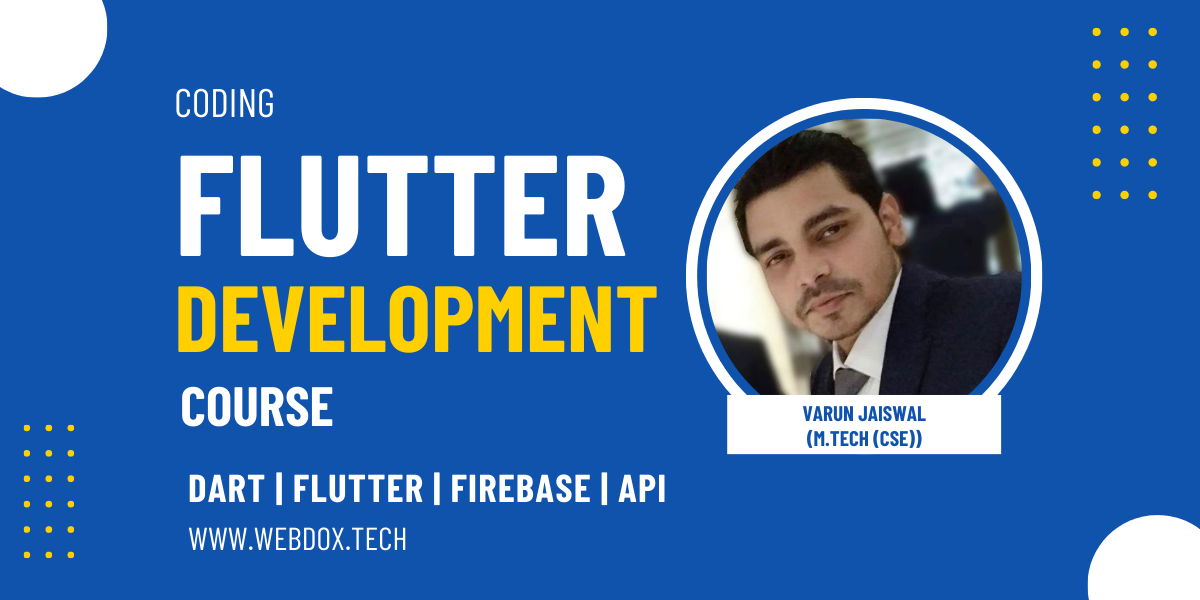 CODING
FLUTTER
DEVELOPMENT
COURSE
DART | FLUTTER | FIREBASE | API
WWW.WEBDOX.TECH
VARUN JAISWAL
(M.TECH (CSE))